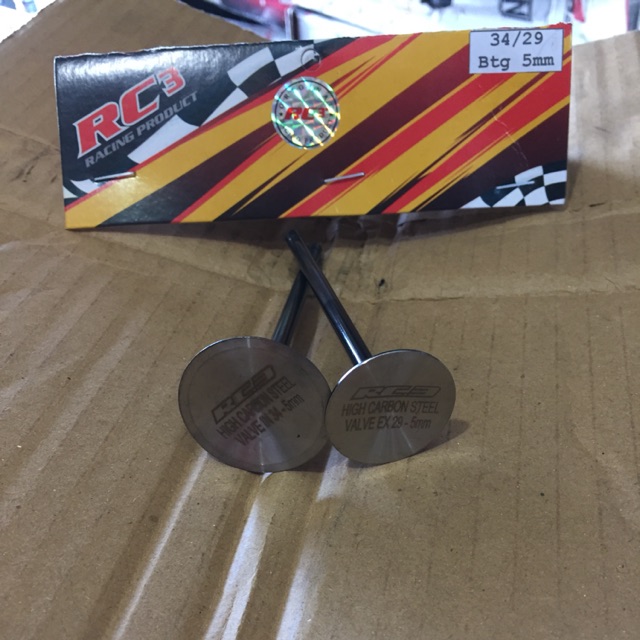 34/29
Btg 5mm
RC3
RACING PRODUCT
RC3
HIGH CARBON STEEL
VALVE IN 34 - 5mm
HIGH CARBON STEEL
VALVE EX 29 - 5mm